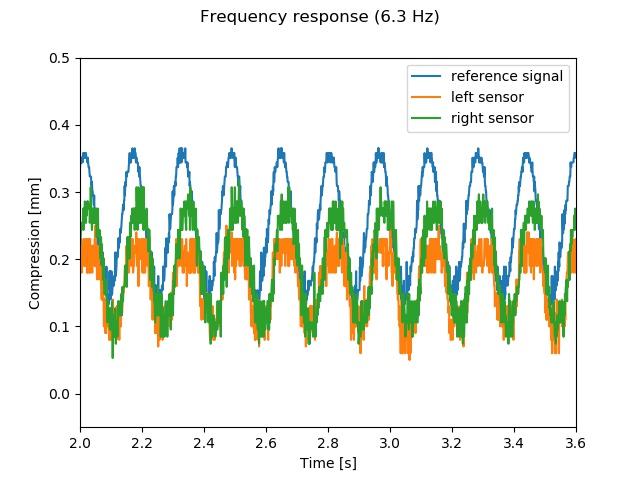 Frequency response (6.3 Hz)
0.5
reference signal
left sensor
right sensor
0.4
0.3
0.2
0.1
0.0
Compression [mm]
2.0 2.2 2.4 2.6 2.8 3.0 3.2 3.4 3.6
Time [s]